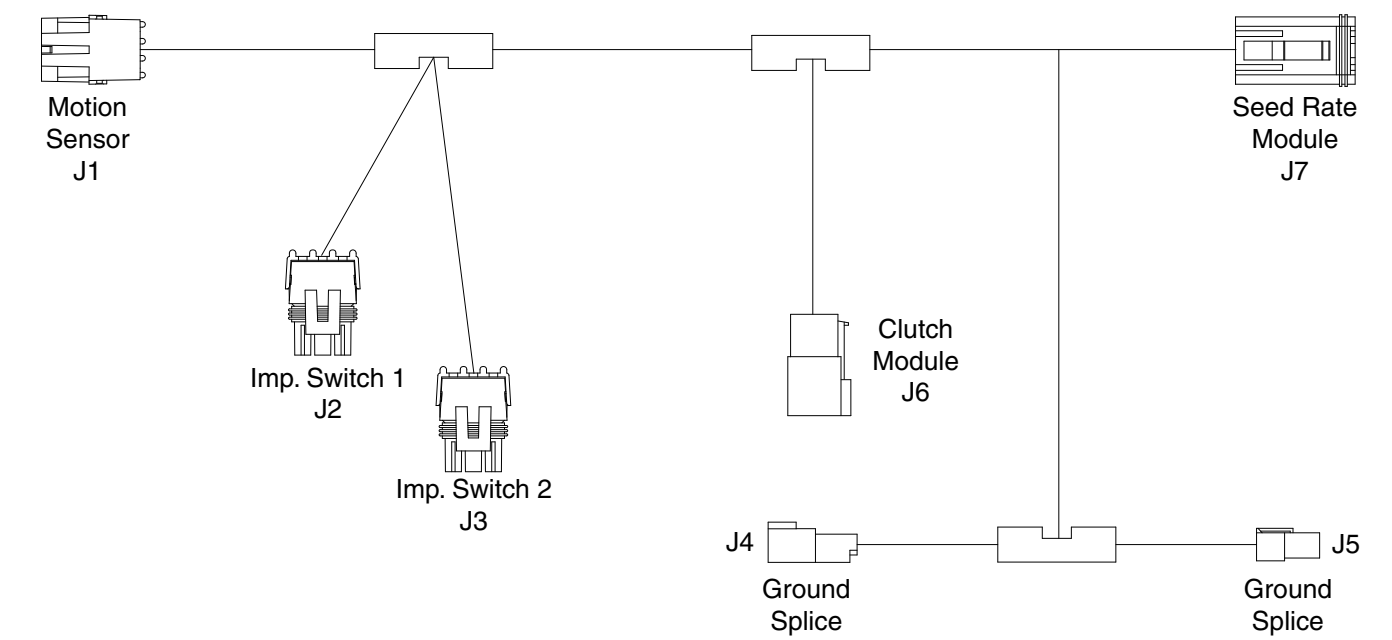 Motion
Sensor
J1
Seed Rate
Module
J7
Imp. Switch 1
J2
Clutch
Module
J6
Imp. Switch 2
J3
J4
Ground
Splice
J5
Ground
Splice